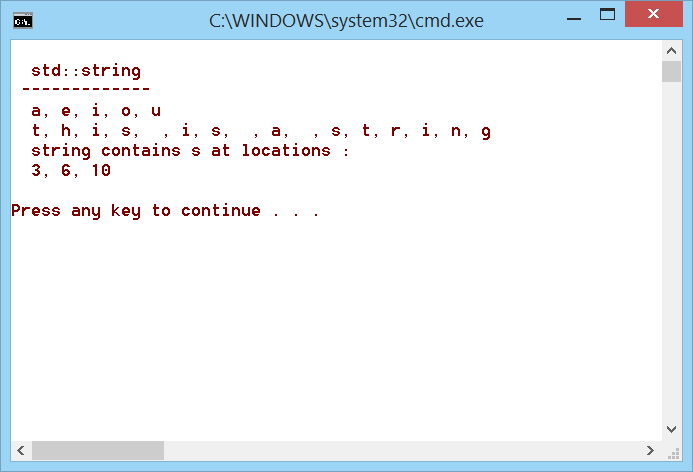 C:\WINDOWS\system32\cmd.exe
std::string
-------------
a, e, i, o, u
t, h, i, s,  , i, s,  , a,  , s, t, r, i, n, g
string contains s at locations :
3, 6, 10
Press any key to continue . . .